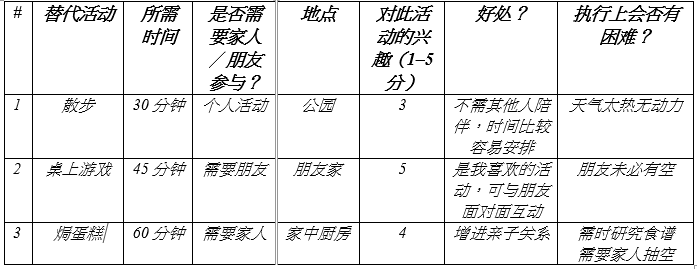 # 替代活动 所需时间 是否需要家人／朋友参与？ 地点 对此活动的兴趣（1–5分） 好处？ 执行上会否有困难？
1 散步 30 分钟 个人活动 公园 3 不需其他人陪伴，时间比较容易安排 天气太热无动力
2 桌上游戏 45 分钟 需要朋友 朋友家 5 是我喜欢的活动，可与朋友面对面互动 朋友未必有空
3 焗蛋糕 60 分钟 需要家人 家中厨房 4 增进亲子关系 需时研究食谱 需要家人抽空